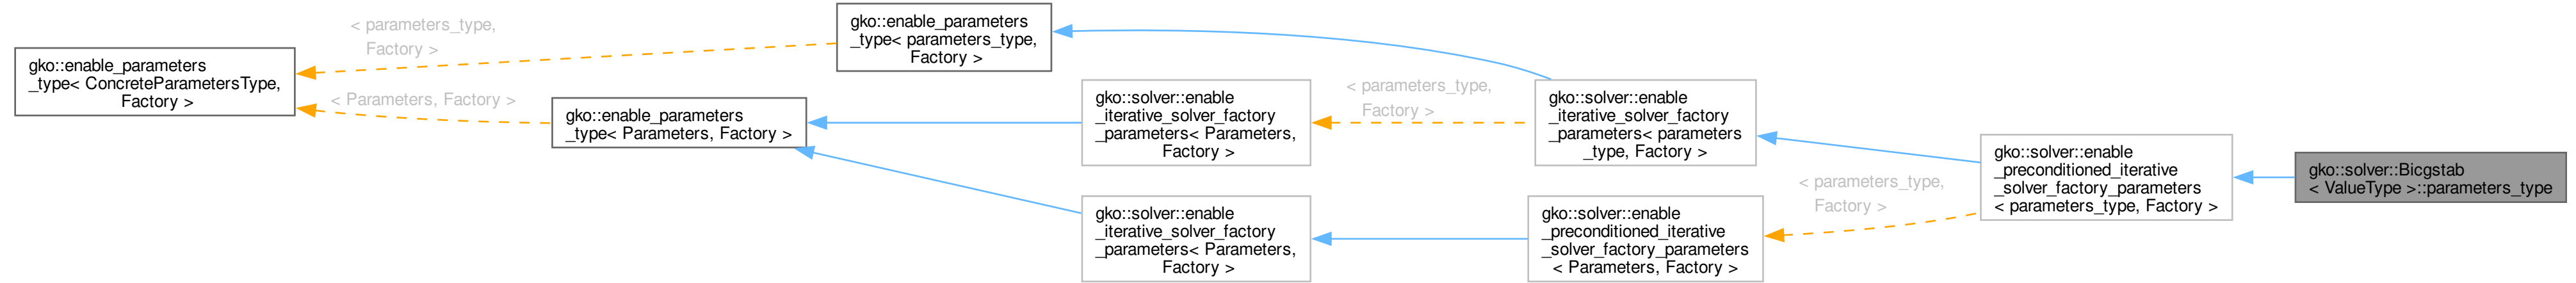 gko::enable_parameters
_type< ConcreteParametersType,
Factory >
< parameters_type,
Factory >
< Parameters, Factory >
gko::enable_parameters
_type< parameters_type,
Factory >
gko::enable_parameters
_type< Parameters, Factory >
gko::solver::enable
_iterative_solver_factory
_parameters< Parameters,
Factory >
gko::solver::enable
_iterative_solver_factory
_parameters< Parameters,
Factory >
< parameters_type,
Factory >
gko::solver::enable
_iterative_solver_factory
_parameters< parameters
_type, Factory >
gko::solver::enable
_preconditioned_iterative
_solver_factory_parameters
< Parameters, Factory >
< parameters_type,
Factory >
gko::solver::enable
_preconditioned_iterative
_solver_factory_parameters
< parameters_type, Factory >
gko::solver::Bicgstab
< ValueType >::parameters_type